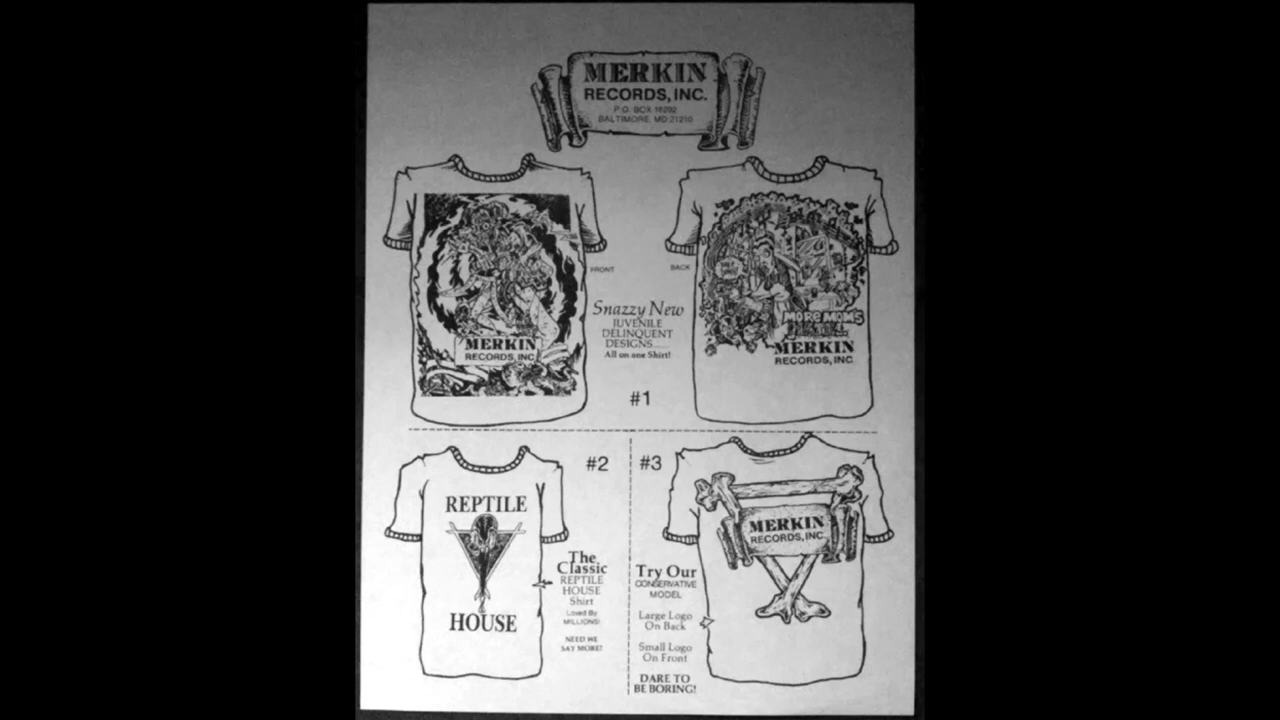 MERKIN
RECORDS, INC.
P.O. BOX 16292
BALTIMORE, MD 21210
FRONT
BACK
Snazzy New
JUVENILE
DELINQUENT
DESIGNS......
All on one Shirt!
MERKIN
RECORDS, INC
MORE MOM'S
MERKIN
RECORDS, INC
#1
#2
REPTILE
HOUSE
The
Classic
REPTILE
HOUSE
Shirt
Loved By
MILLIONS!
NEED WE
SAY MORE?
#3
MERKIN
RECORDS, INC.
Try Our
CONSERVATIVE
MODEL
Large Logo
On Back
Small Logo
On Front
DARE TO
BE BORING!